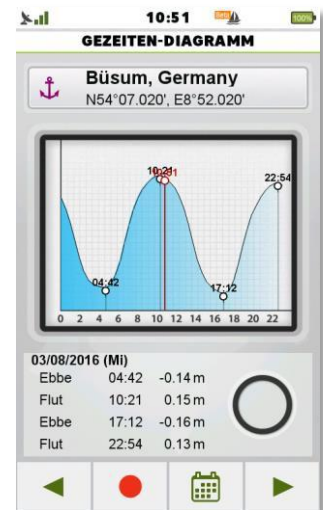 10:51
Beta
100%
GEZEITEN-DIAGRAMM
Büsum, Germany
N54°07.020', E8°52.020'
10:21
22:54
04:42
17:12
0 2 4 6 8 10 12 14 16 18 20 22
03/08/2016 (Mi)
Ebbe 04:42 -0.14 m
Flut 10:21 0.15 m
Ebbe 17:12 -0.16 m
Flut 22:54 0.13 m